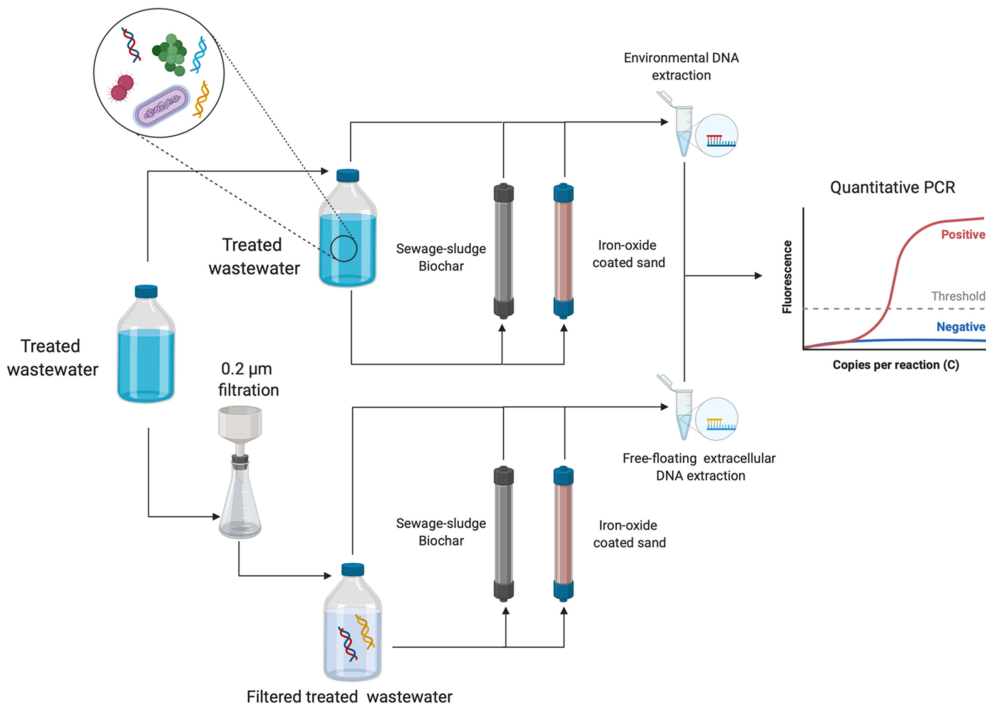 Environmental DNA
extraction
Quantitative PCR
Treated
wastewater
Sewage-sludge
Biochar
Iron-oxide
coated sand
Fluorescence
Positive
Threshold
Negative
Copies per reaction (C)
Treated
wastewater
0.2 µm
filtration
Free-floating extracellular
DNA extraction
Sewage-sludge
Biochar
Iron-oxide
coated sand
Filtered treated wastewater